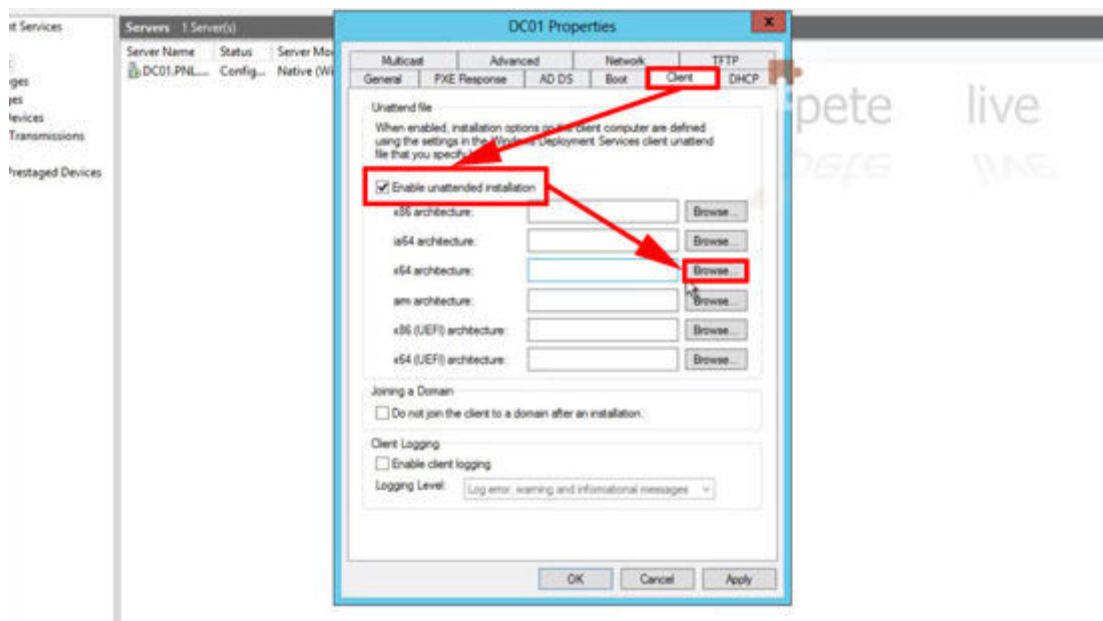 nt Services
Servers 1 Server(s)
Server Name Status Server Mo
DC01.PNL.... Config... Native (Wi
ges
es
evices
Transmissions
Prestaged Devices
DC01 Properties
x
Multicast Advanced Network TFTP
General PXE Response AD DS Boot Client DHCP
Unattend file
When enabled, installation options on the client computer are defined
using the settings in the Windows Deployment Services client unattend
file that you specify
Enable unattended installation
x86 architecture: Browse...
ia64 architecture: Browse...
x64 architecture: Browse...
arm architecture: Browse...
x86 (UEFI) architecture: Browse...
x64 (UEFI) architecture: Browse...
Joining a Domain
Do not join the client to a domain after an installation.
Client Logging
Enable client logging
Logging Level: Log error, warning and informational messages
OK Cancel Apply
pete live